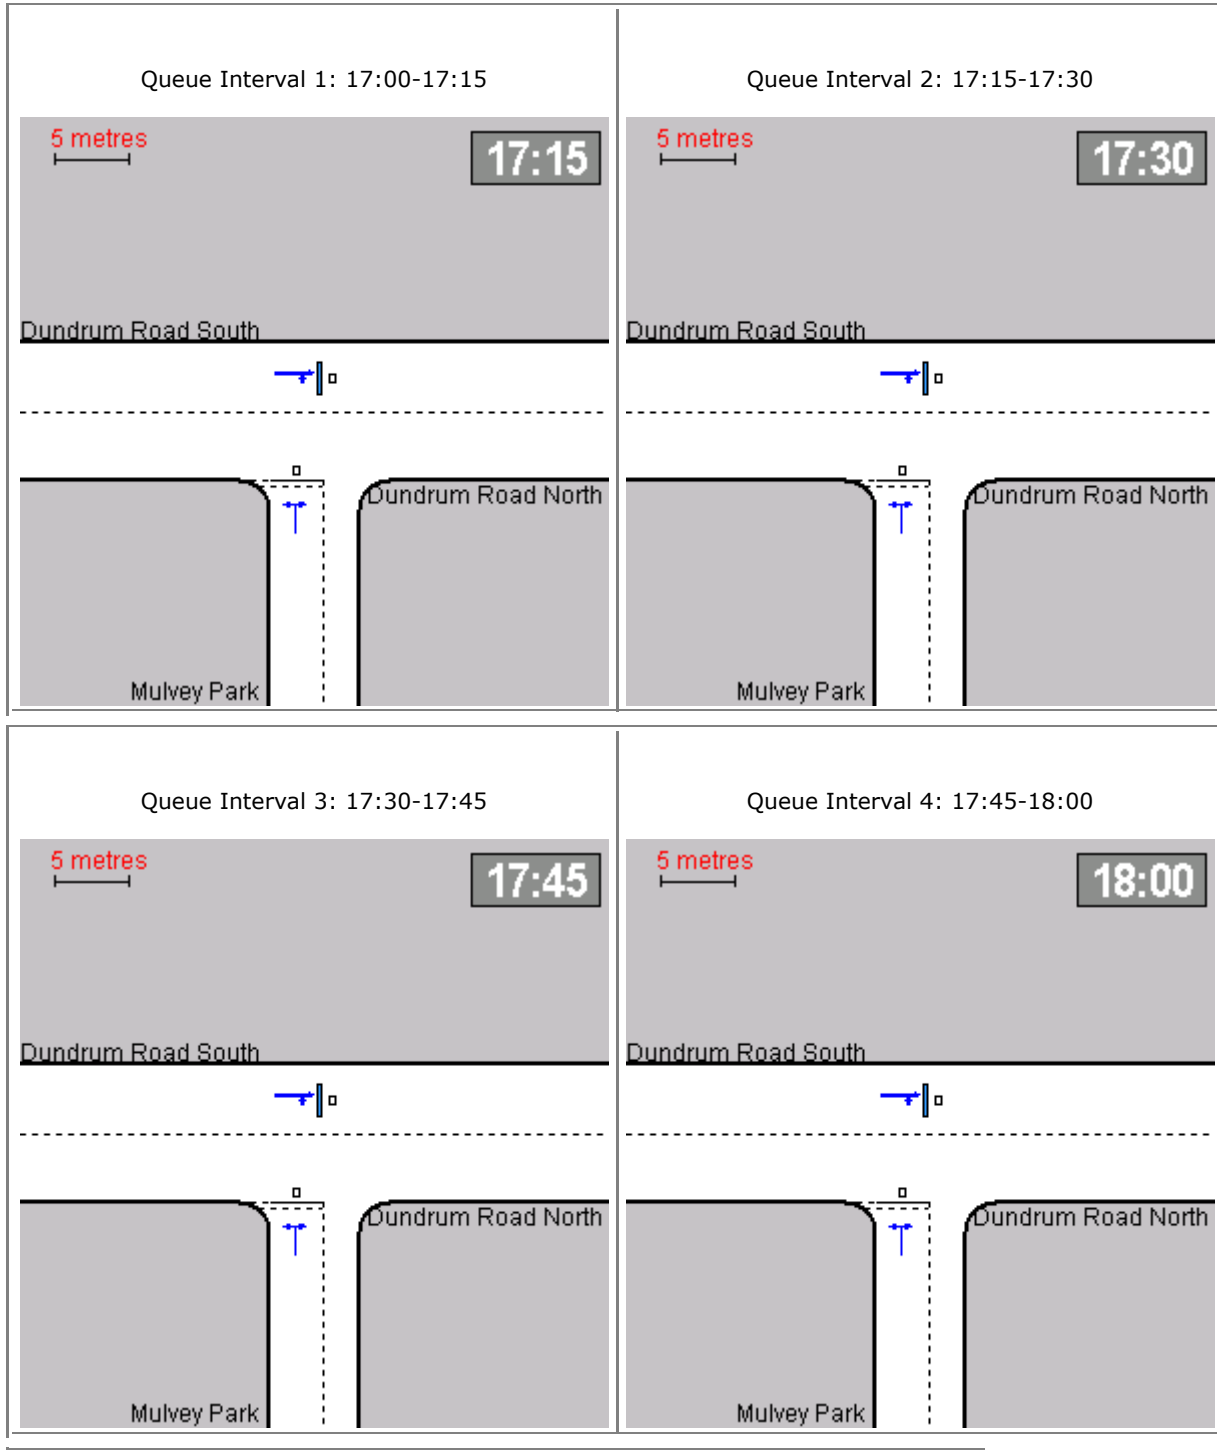 Queue Interval 1: 17:00-17:15
5 metres
17:15
Dundrum Road South
Dundrum Road North
Mulvey Park
Queue Interval 2: 17:15-17:30
5 metres
17:30
Dundrum Road South
Dundrum Road North
Mulvey Park
Queue Interval 3: 17:30-17:45
5 metres
17:45
Dundrum Road South
Dundrum Road North
Mulvey Park
Queue Interval 4: 17:45-18:00
5 metres
18:00
Dundrum Road South
Dundrum Road North
Mulvey Park